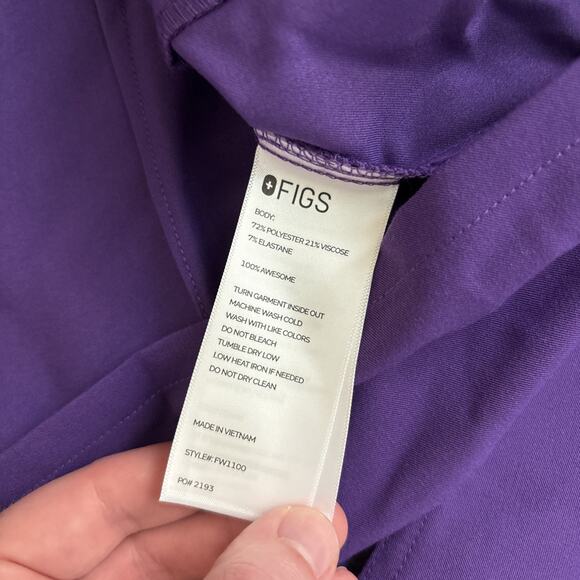 FIGS
BODY:
72% POLYESTER 21% VISCOSE
7% ELASTANE
100% AWESOME
TURN GARMENT INSIDE OUT
MACHINE WASH COLD
WASH WITH LIKE COLORS
DO NOT BLEACH
TUMBLE DRY LOW
LOW HEAT IRON IF NEEDED
DO NOT DRY CLEAN
MADE IN VIETNAM
STYLE#: FW1100
PO# 2193